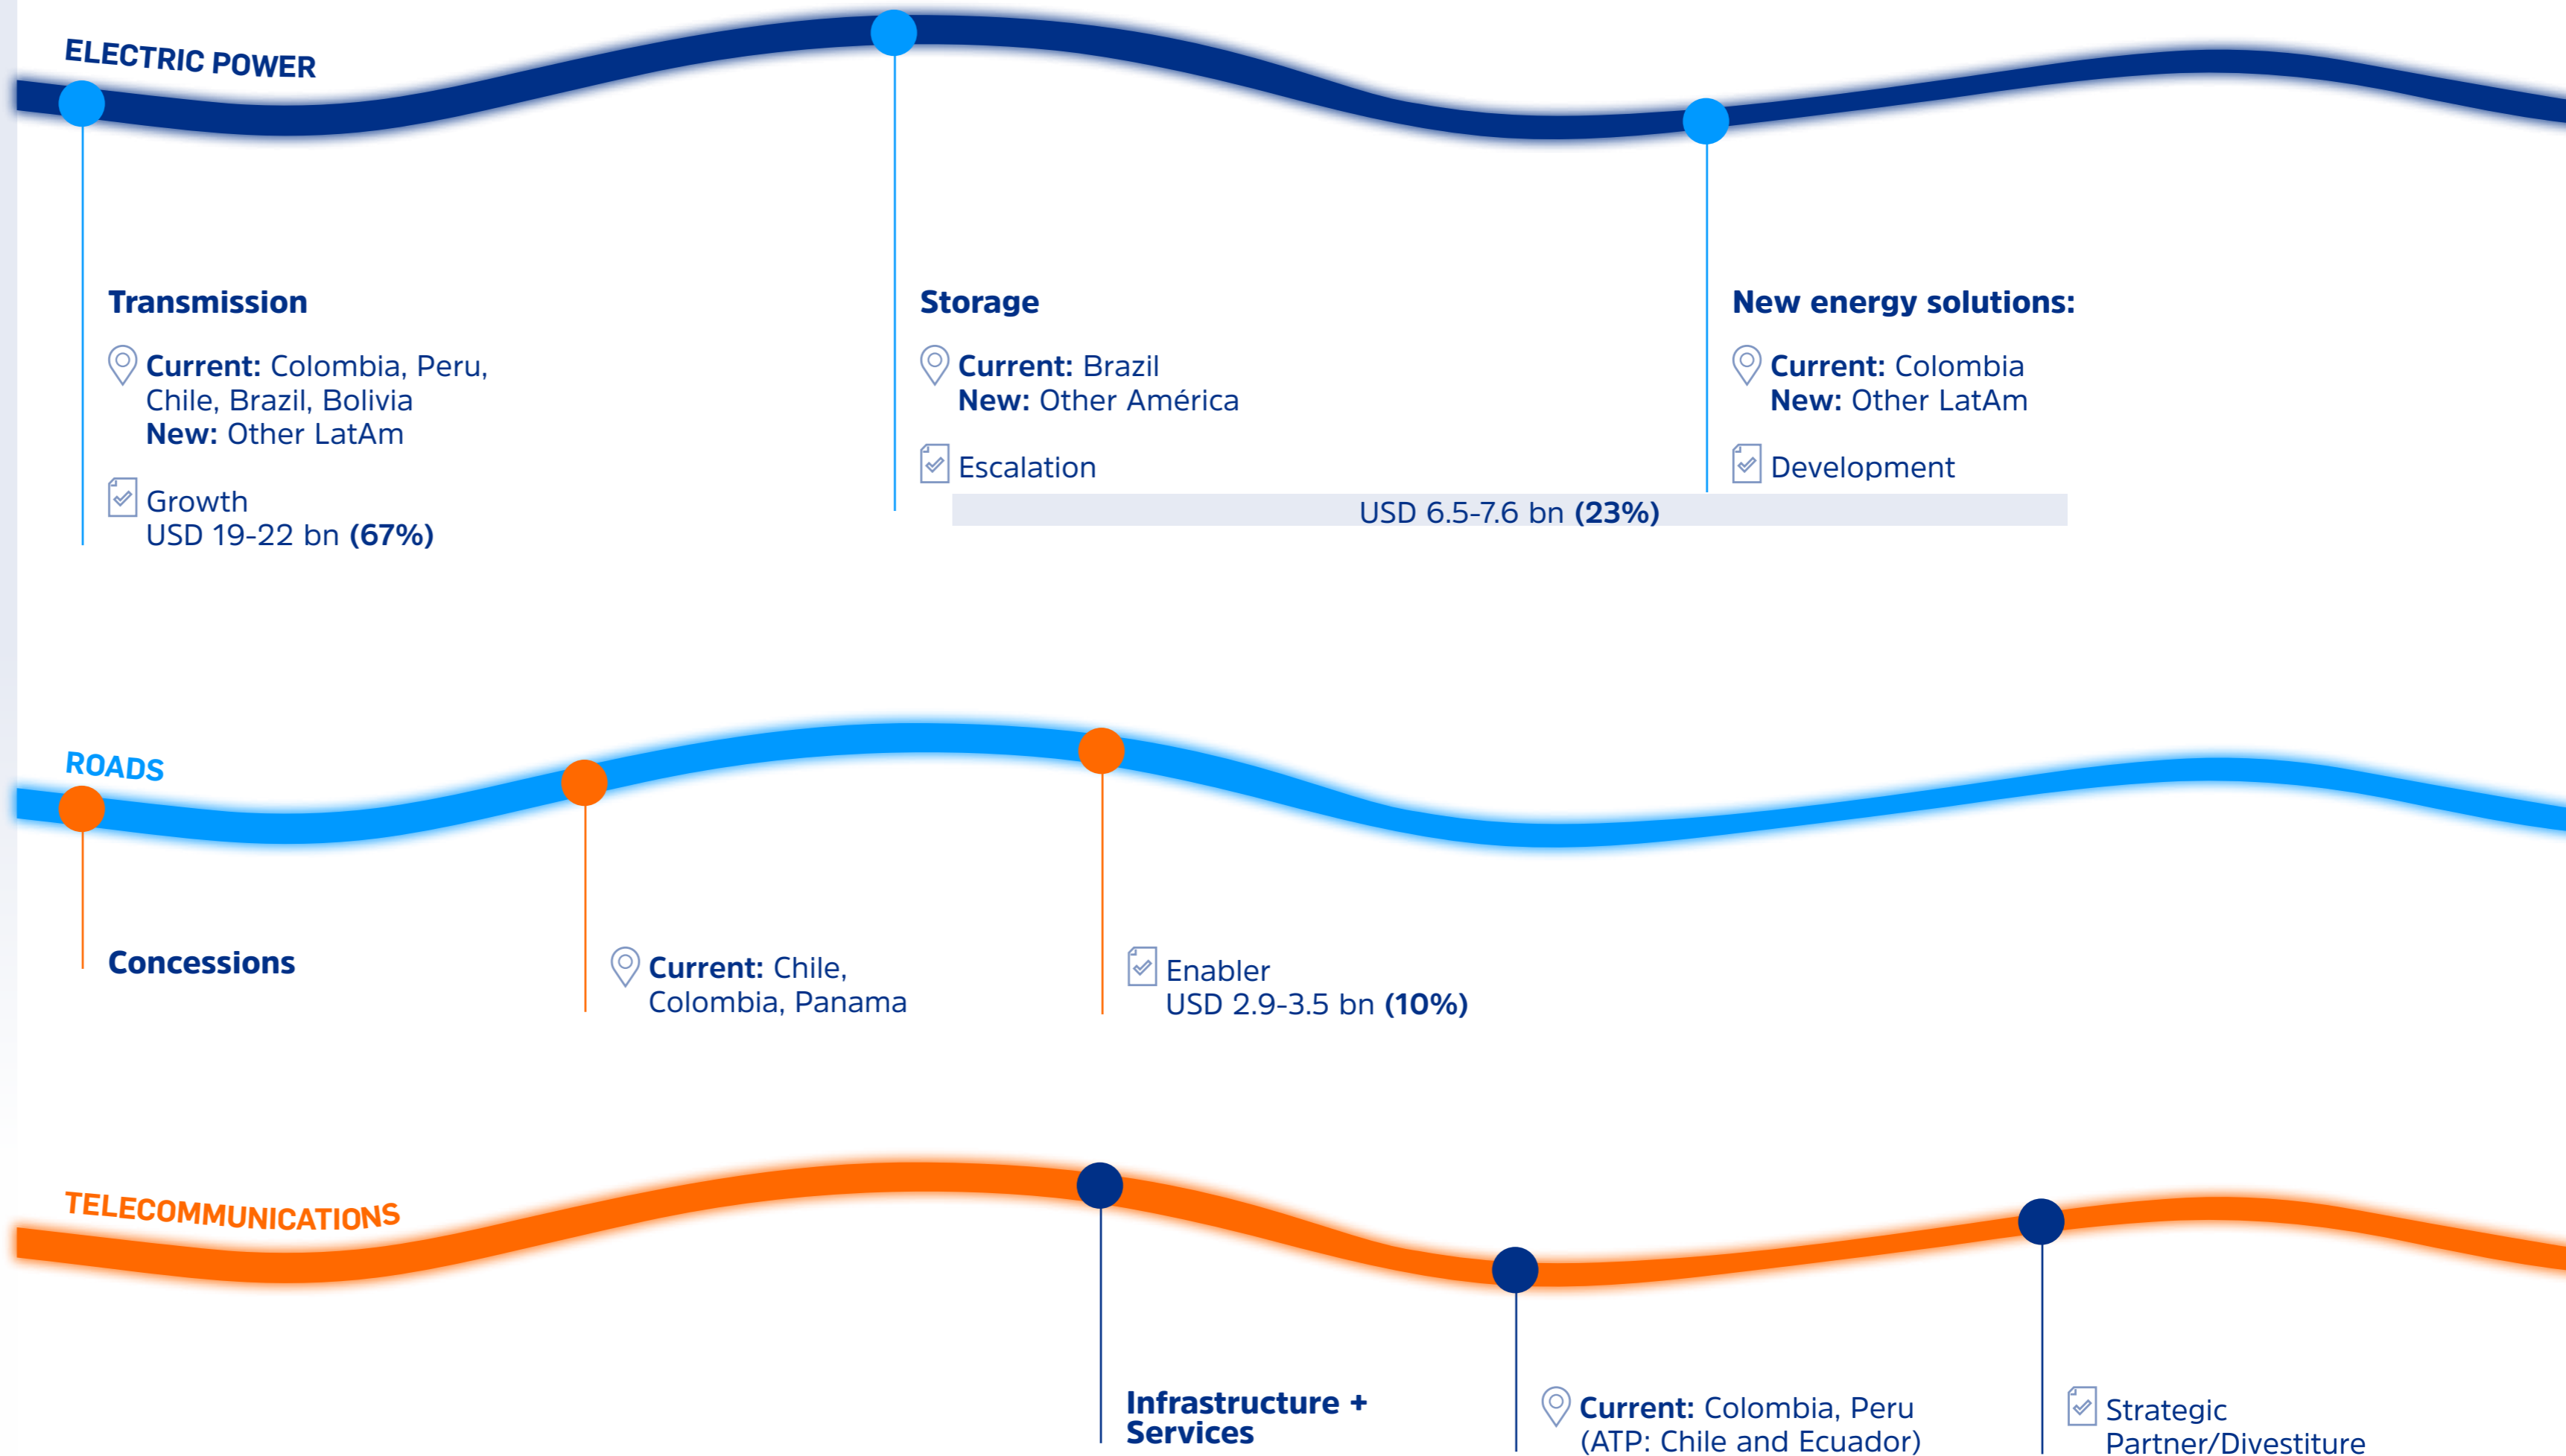 ELECTRIC POWER
Transmission
Current: Colombia, Peru,
Chile, Brazil, Bolivia
New: Other LatAm
Growth
USD 19-22 bn (67%)
Storage
Current: Brazil
New: Other América
Escalation
New energy solutions:
Current: Colombia
New: Other LatAm
Development
USD 6.5-7.6 bn (23%)
ROADS
Concessions
Current: Chile,
Colombia, Panama
Enabler
USD 2.9-3.5 bn (10%)
TELECOMMUNICATIONS
Infrastructure +
Services
Current: Colombia, Peru
(ATP: Chile and Ecuador)
Strategic
Partner/Divestiture